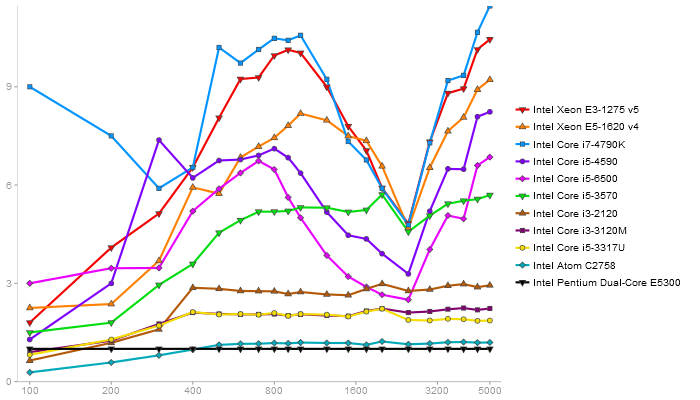 9
6
3
0
100
200
400
800
1600
3200
5000
Intel Xeon E3-1275 v5
Intel Xeon E5-1620 v4
Intel Core i7-4790K
Intel Core i5-4590
Intel Core i5-6500
Intel Core i5-3570
Intel Core i3-2120
Intel Core i3-3120M
Intel Core i5-3317U
Intel Atom C2758
Intel Pentium Dual-Core E5300